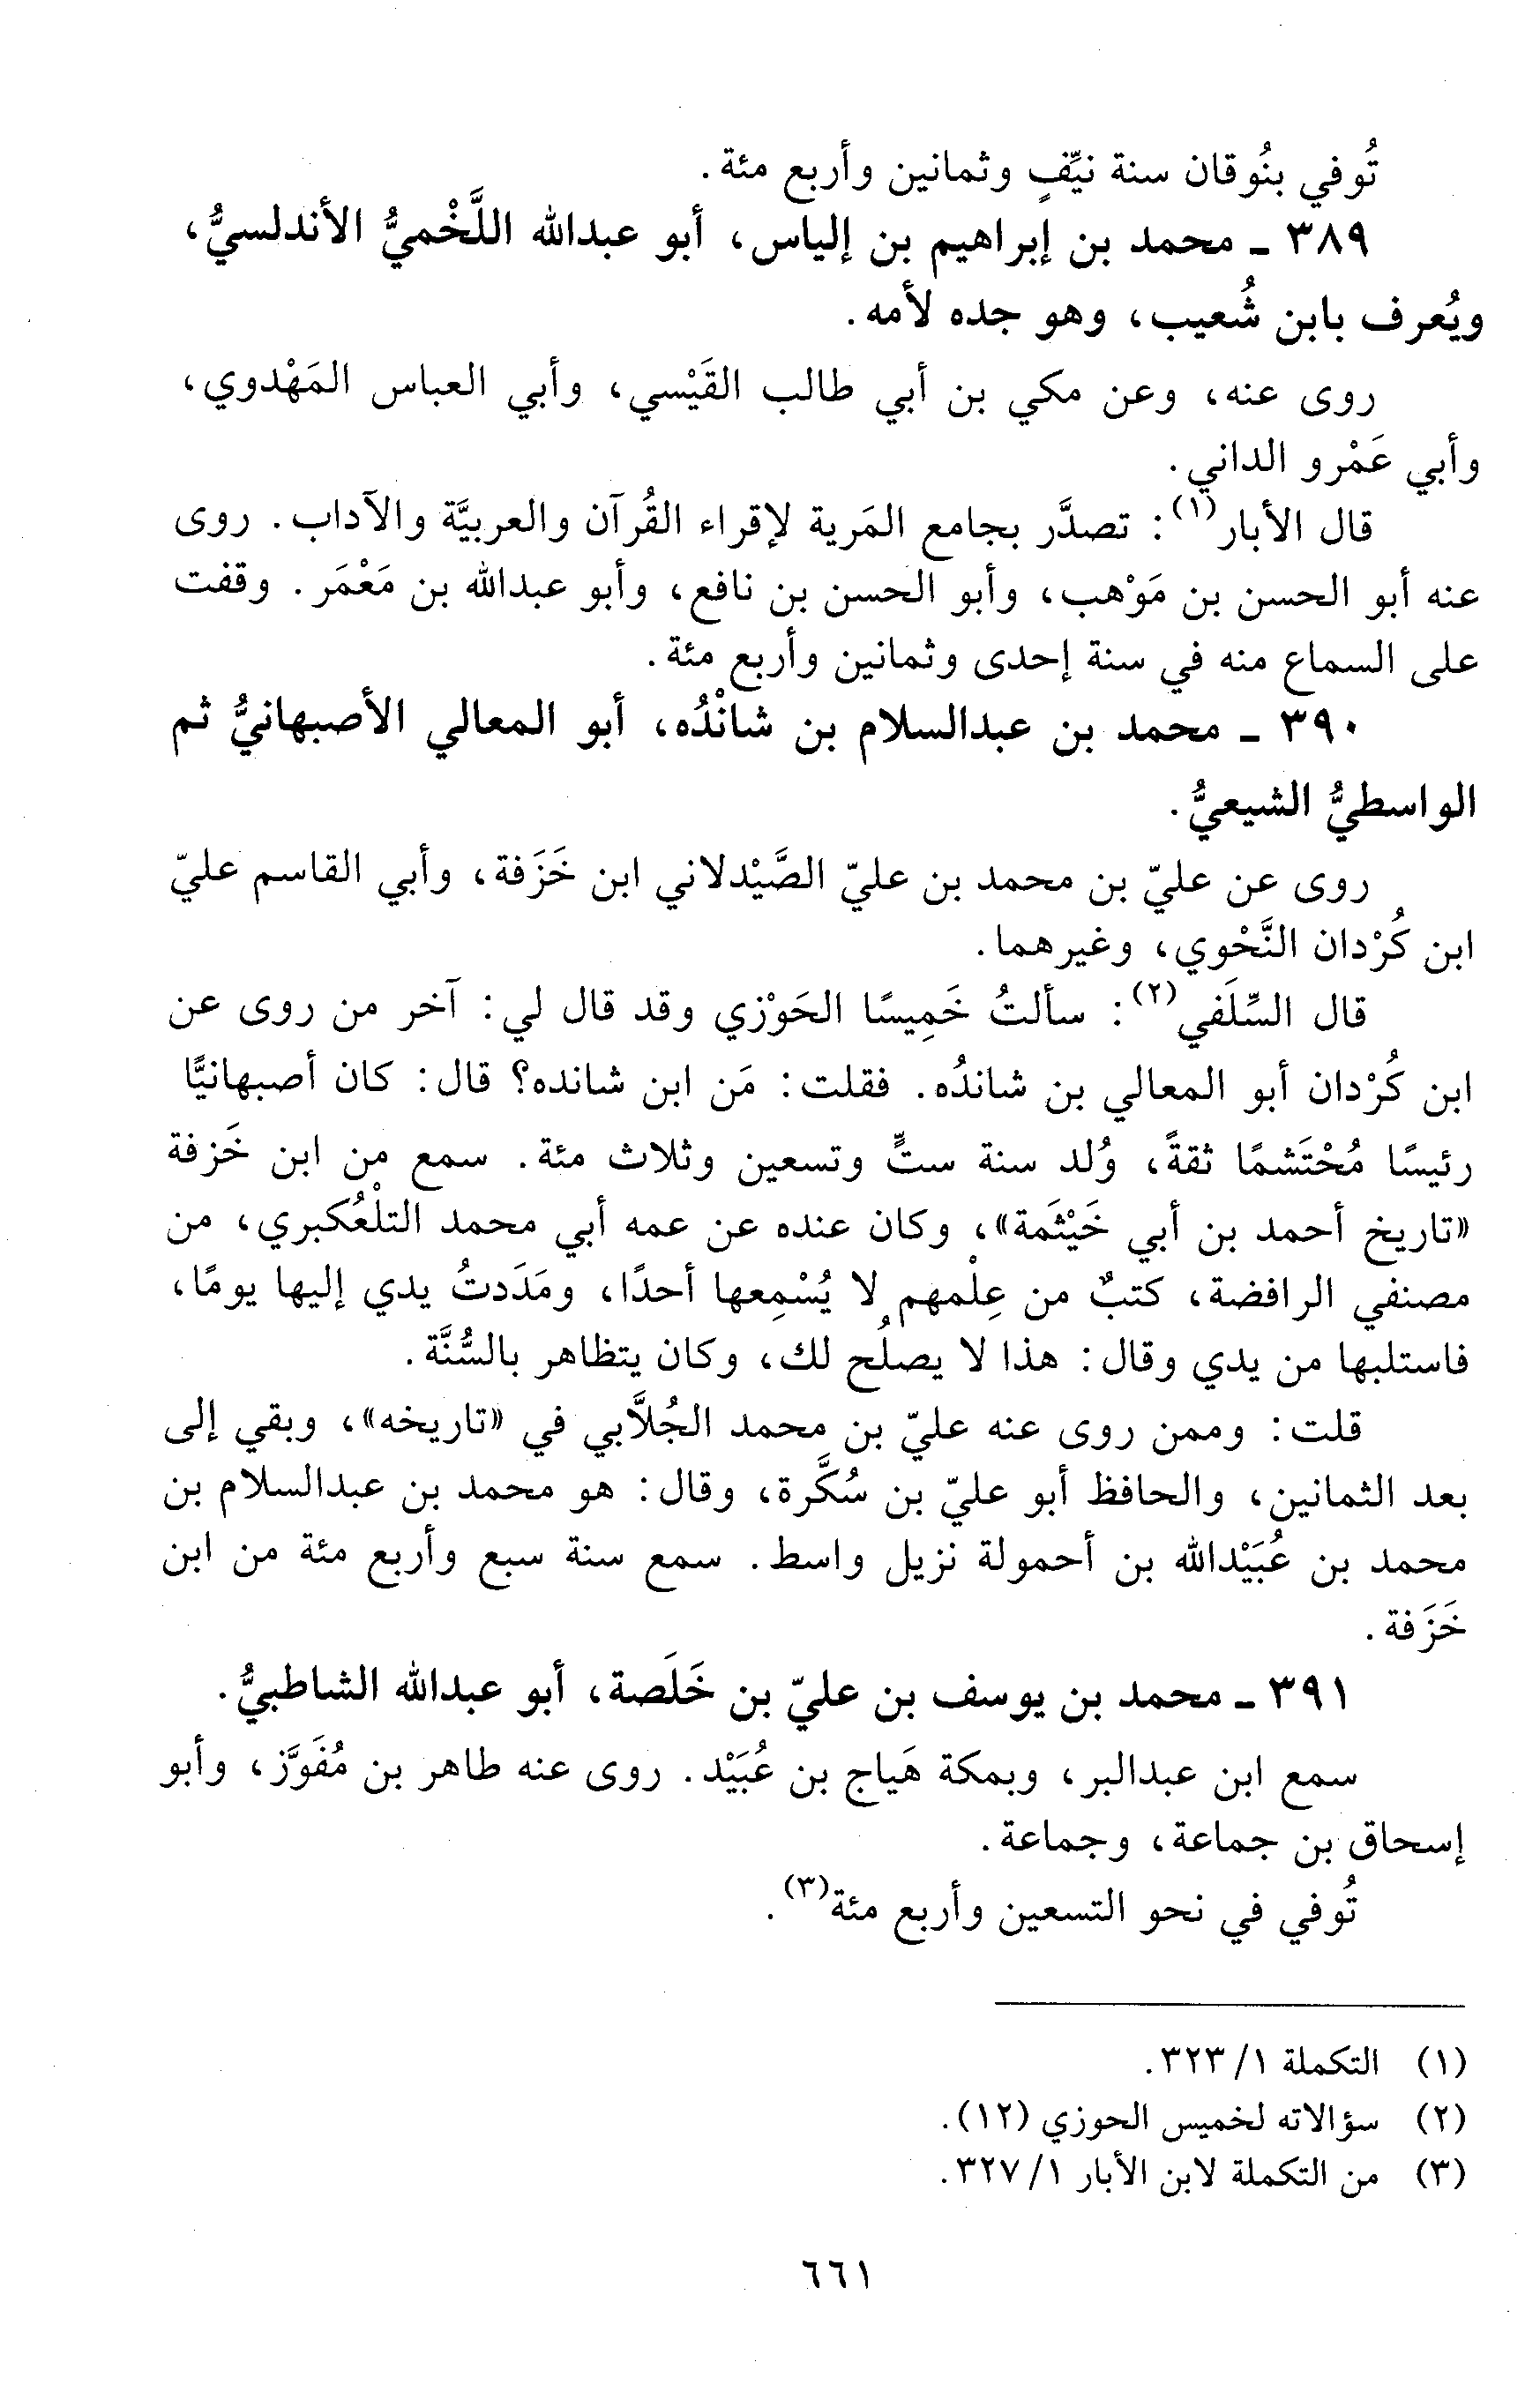 تُوفي بنُوقان سنة نيِّفٍ وثمانين وأربع مئة.
٣٨٩ ـ محمد بن إبراهيم بن إلياس، أبو عبدالله اللَّخْميُّ الأندلسيُّ،
ويُعرف بابن شُعيب، وهو جده لأمه.
روى عنه، وعن مكي بن أبي طالب القَيْسي، وأبي العباس المَهْدوي،
وأبي عَمْرو الداني.
قال الأبار(١): تصدَّر بجامع المَرية لإقراء القُرآن والعربيَّة والآداب. روى
عنه أبو الحسن بن مَوْهب، وأبو الحسن بن نافع، وأبو عبدالله بن مَعْمَر. وقفت
على السماع منه في سنة إحدى وثمانين وأربع مئة.
٣٩٠ ـ محمد بن عبدالسلام بن شانْدُه، أبو المعالي الأصبهانيُّ ثم
الواسطيُّ الشيعيُّ.
روى عن عليّ بن محمد بن عليّ الصَّيْدلاني ابن خَزَفة، وأبي القاسم عليّ
ابن كُرْدان النَّحْوي، وغيرهما.
قال السِّلَفي(٢): سألتُ خَمِيسًا الحَوْزي وقد قال لي: آخر من روى عن
ابن كُرْدان أبو المعالي بن شاندُه. فقلت: مَن ابن شانده؟ قال: كان أصبهانيًّا
رئيسًا مُحْتَشمًا ثقةً، وُلد سنة ستٍّ وتسعين وثلاث مئة. سمع من ابن خَزفة
«تاريخ أحمد بن أبي خَيْثَمة»، وكان عنده عن عمه أبي محمد التلْعُكبري، من
مصنفي الرافضة، كتبٌ من عِلْمهم لا يُسْمِعها أحدًا، ومَدَدتُ يدي إليها يومًا،
فاستلبها من يدي وقال: هذا لا يصلُح لك، وكان يتظاهر بالسُّنَّة.
قلت: وممن روى عنه عليّ بن محمد الجُلاَّبي في «تاريخه»، وبقي إلى
بعد الثمانين، والحافظ أبو عليّ بن سُكَّرة، وقال: هو محمد بن عبدالسلام بن
محمد بن عُبَيْدالله بن أحمولة نزيل واسط. سمع سنة سبع وأربع مئة من ابن
خَزَفة.
٣٩١ ـ محمد بن يوسف بن عليّ بن خَلَصة، أبو عبدالله الشاطبيُّ.
سمع ابن عبدالبر، وبمكة هَياج بن عُبَيْد. روى عنه طاهر بن مُفَوَّز، وأبو
إسحاق بن جماعة، وجماعة.
تُوفي في نحو التسعين وأربع مئة(٣).
(١) التكملة ١/ ٣٢٣.
(٢) سؤالاته لخميس الحوزي (١٢).
(٣) من التكملة لابن الأبار ١/ ٣٢٧.
٦٦١